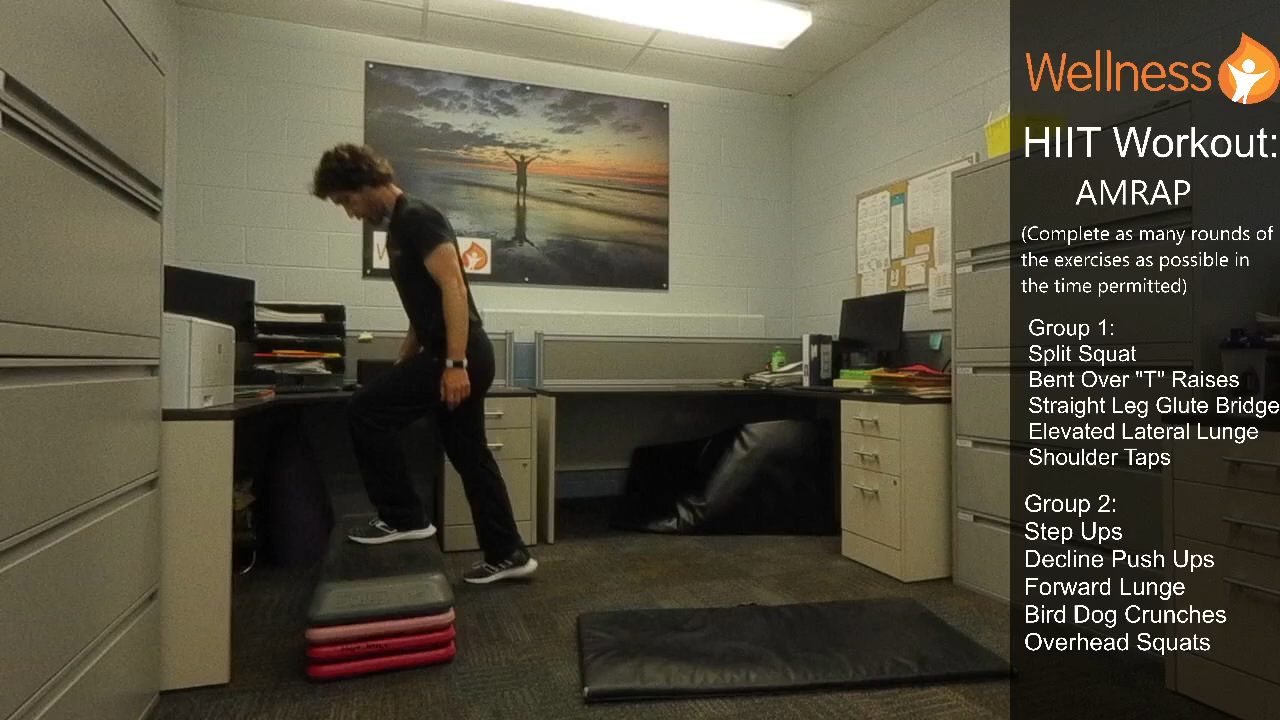 Wellness
HIIT Workout:
AMRAP
(Complete as many rounds of
the exercises as possible in
the time permitted)
Group 1:
Split Squat
Bent Over "T" Raises
Straight Leg Glute Bridge
Elevated Lateral Lunge
Shoulder Taps
Group 2:
Step Ups
Decline Push Ups
Forward Lunge
Bird Dog Crunches
Overhead Squats